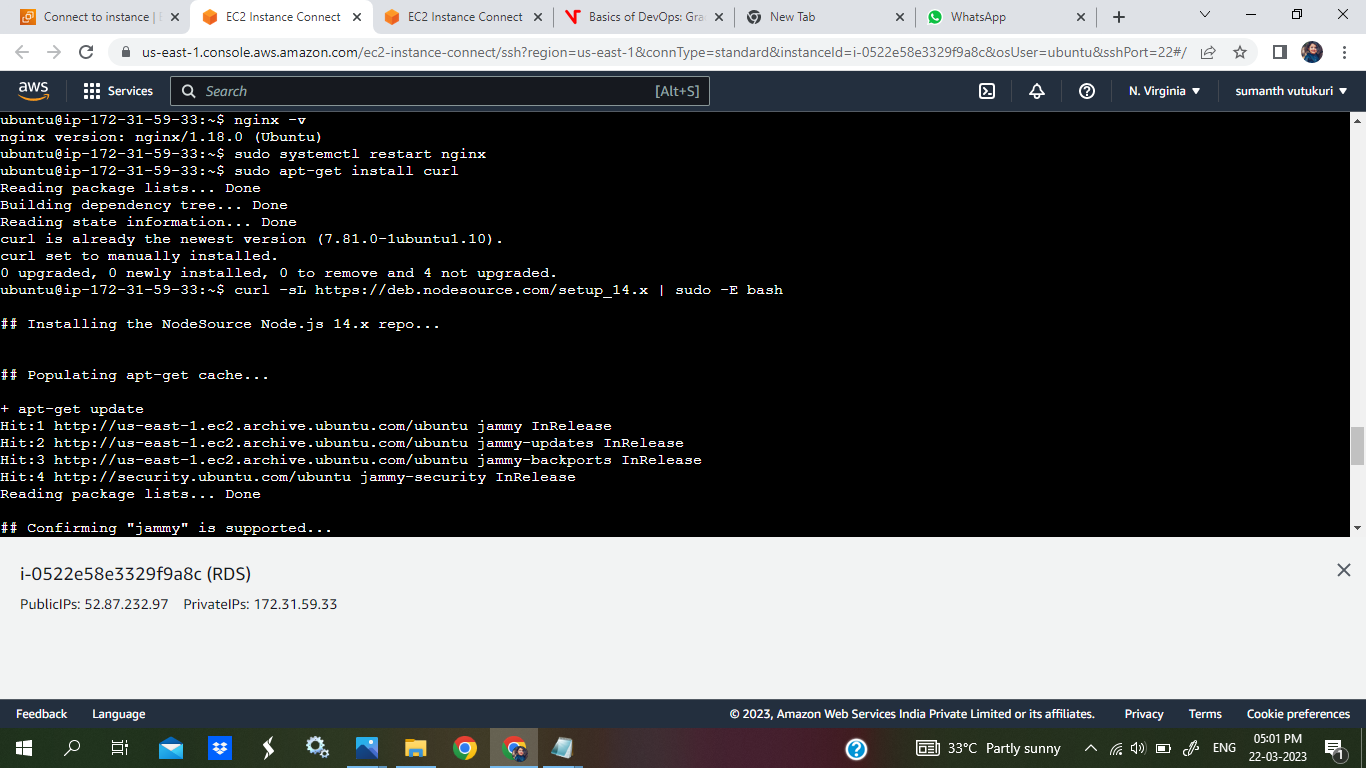 Connect to instance | E
EC2 Instance Connect
EC2 Instance Connect
Basics of DevOps: Gra
New Tab
WhatsApp
us-east-1.console.aws.amazon.com/ec2-instance-connect/ssh?region=us-east-1&connType=standard&instanceId=i-0522e58e3329f9a8c&osUser=ubuntu&sshPort=22#/
aws
Services
Search
[Alt+S]
N. Virginia
sumanth vutukuri
ubuntu@ip-172-31-59-33:~$ nginx -v
nginx version: nginx/1.18.0 (Ubuntu)
ubuntu@ip-172-31-59-33:~$ sudo systemctl restart nginx
ubuntu@ip-172-31-59-33:~$ sudo apt-get install curl
Reading package lists... Done
Building dependency tree... Done
Reading state information... Done
curl is already the newest version (7.81.0-1ubuntu1.10).
curl set to manually installed.
0 upgraded, 0 newly installed, 0 to remove and 4 not upgraded.
ubuntu@ip-172-31-59-33:~$ curl -sL https://deb.nodesource.com/setup_14.x | sudo -E bash
## Installing the NodeSource Node.js 14.x repo...
## Populating apt-get cache...
+ apt-get update
Hit:1 http://us-east-1.ec2.archive.ubuntu.com/ubuntu jammy InRelease
Hit:2 http://us-east-1.ec2.archive.ubuntu.com/ubuntu jammy-updates InRelease
Hit:3 http://us-east-1.ec2.archive.ubuntu.com/ubuntu jammy-backports InRelease
Hit:4 http://security.ubuntu.com/ubuntu jammy-security InRelease
Reading package lists... Done
## Confirming "jammy" is supported...
i-0522e58e3329f9a8c (RDS)
PublicIPs: 52.87.232.97 PrivateIPs: 172.31.59.33
Feedback
Language
© 2023, Amazon Web Services India Private Limited or its affiliates.
Privacy
Terms
Cookie preferences
33°C Partly sunny
ENG
05:01 PM
22-03-2023
1